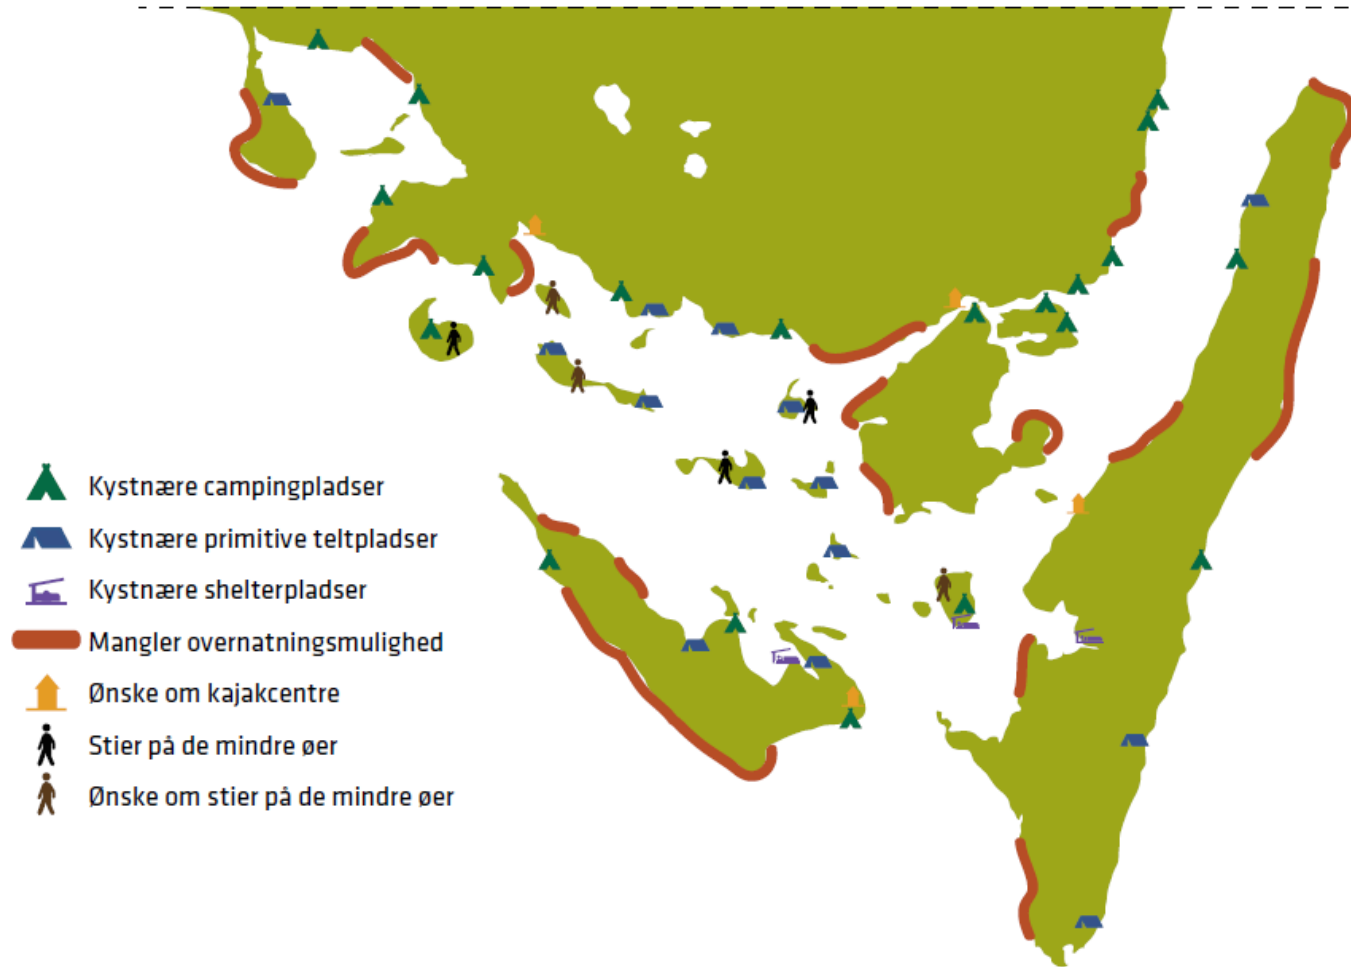 Kystnære campingpladser
Kystnære primitive teltpladser
Kystnære shelterpladser
Mangler overnatningsmulighed
Ønske om kajakcentre
Stier på de mindre øer
Ønske om stier på de mindre øer